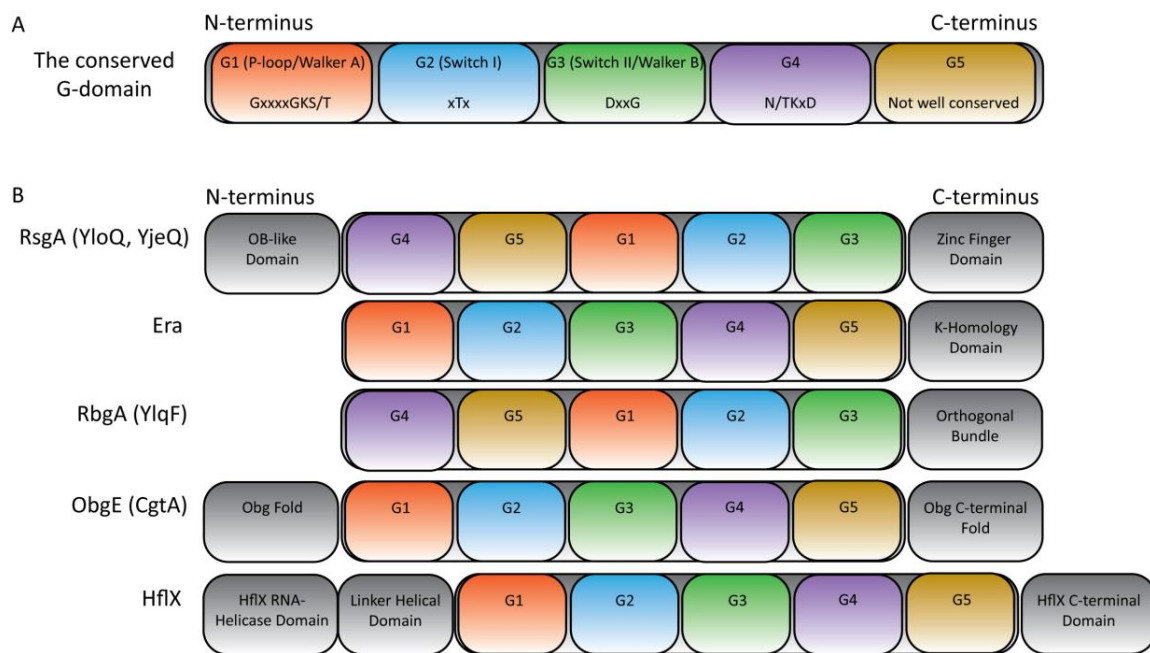 A
N-terminus
C-terminus
The conserved
G-domain
G1 (P-loop/Walker A)
G2 (Switch I)
G3 (Switch II/Walker B)
G4
G5
GxxxxGKS/T
xTx
DxxG
N/TKxD
Not well conserved
B
N-terminus
C-terminus
RsgA (YloQ, YjeQ)
OB-like
Domain
G4
G5
G1
G2
G3
Zinc Finger
Domain
Era
G1
G2
G3
G4
G5
K-Homology
Domain
RbgA (YlqF)
G4
G5
G1
G2
G3
Orthogonal
Bundle
ObgE (CgtA)
Obg Fold
G1
G2
G3
G4
G5
Obg C-terminal
Fold
HflX
HflX RNA-
Helicase Domain
Linker Helical
Domain
G1
G2
G3
G4
G5
HflX C-terminal
Domain